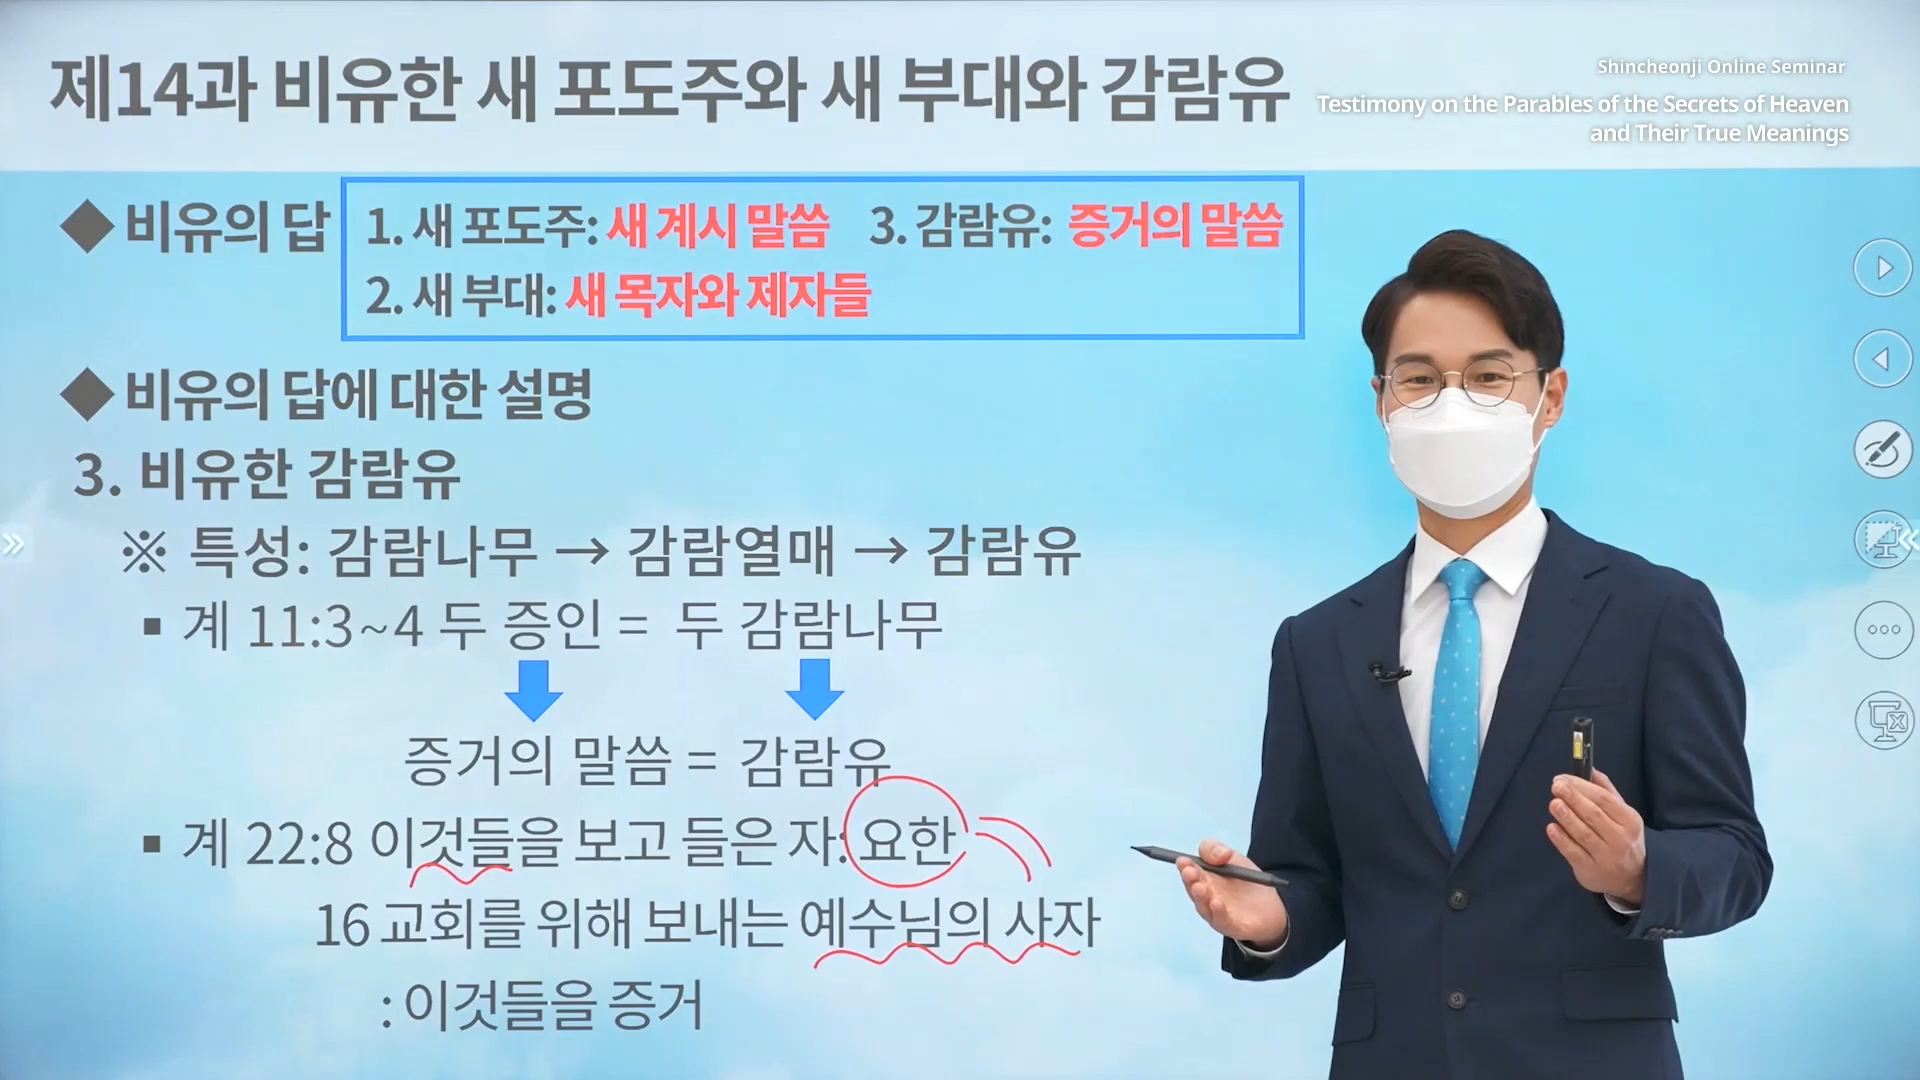 제14과 비유한 새 포도주와 새 부대와 감람유
Shincheonji Online Seminar
Testimony on the Parables of the Secrets of Heaven
and Their True Meanings
◆ 비유의 답
1. 새 포도주: 새 계시 말씀 3. 감람유: 증거의 말씀
2. 새 부대: 새 목자와 제자들
◆ 비유의 답에 대한 설명
3. 비유한 감람유
※ 특성: 감람나무 → 감람열매 → 감람유
▪ 계 11:3~4 두 증인 = 두 감람나무
증거의 말씀 = 감람유
▪ 계 22:8 이것들을 보고 들은 자: 요한
16 교회를 위해 보내는 예수님의 사자
: 이것들을 증거